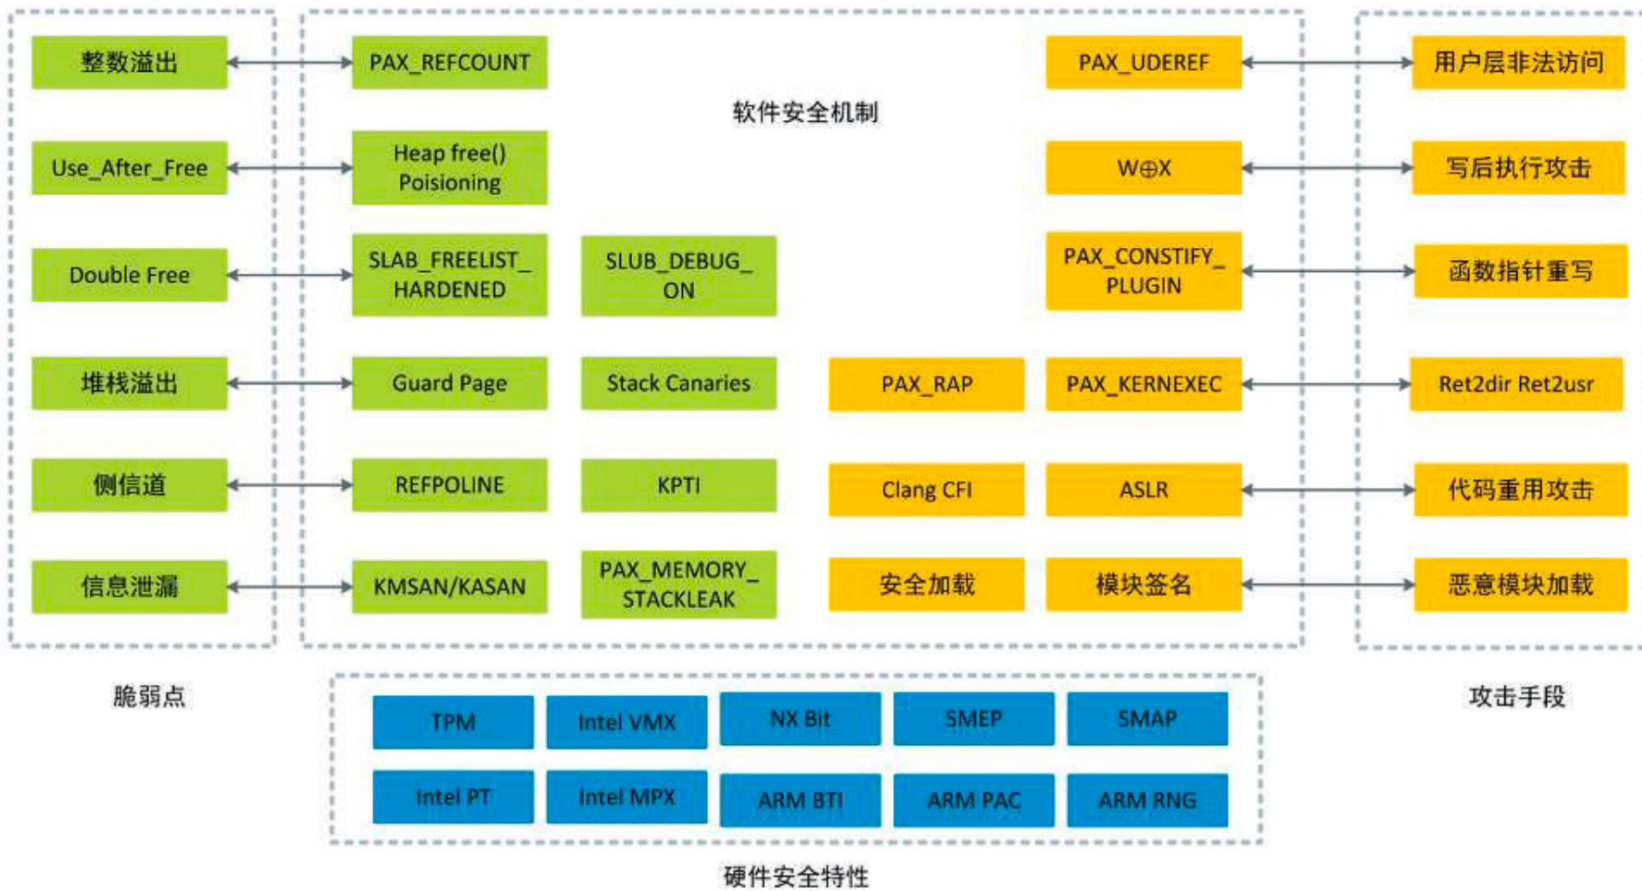 整数溢出
PAX_REFCOUNT
PAX_UDEREF
用户层非法访问
软件安全机制
Use_After_Free
Heap free()
Poisioning
W⊕X
写后执行攻击
Double Free
SLAB_FREELIST_
HARDENED
SLUB_DEBUG_
ON
PAX_CONSTIFY_
PLUGIN
函数指针重写
堆栈溢出
Guard Page
Stack Canaries
PAX_RAP
PAX_KERNEXEC
Ret2dir Ret2usr
侧信道
REFPOLINE
KPTI
Clang CFI
ASLR
代码重用攻击
信息泄漏
KMSAN/KASAN
PAX_MEMORY_
STACKLEAK
安全加载
模块签名
恶意模块加载
脆弱点
攻击手段
TPM
Intel VMX
NX Bit
SMEP
SMAP
Intel PT
Intel MPX
ARM BTI
ARM PAC
ARM RNG
硬件安全特性